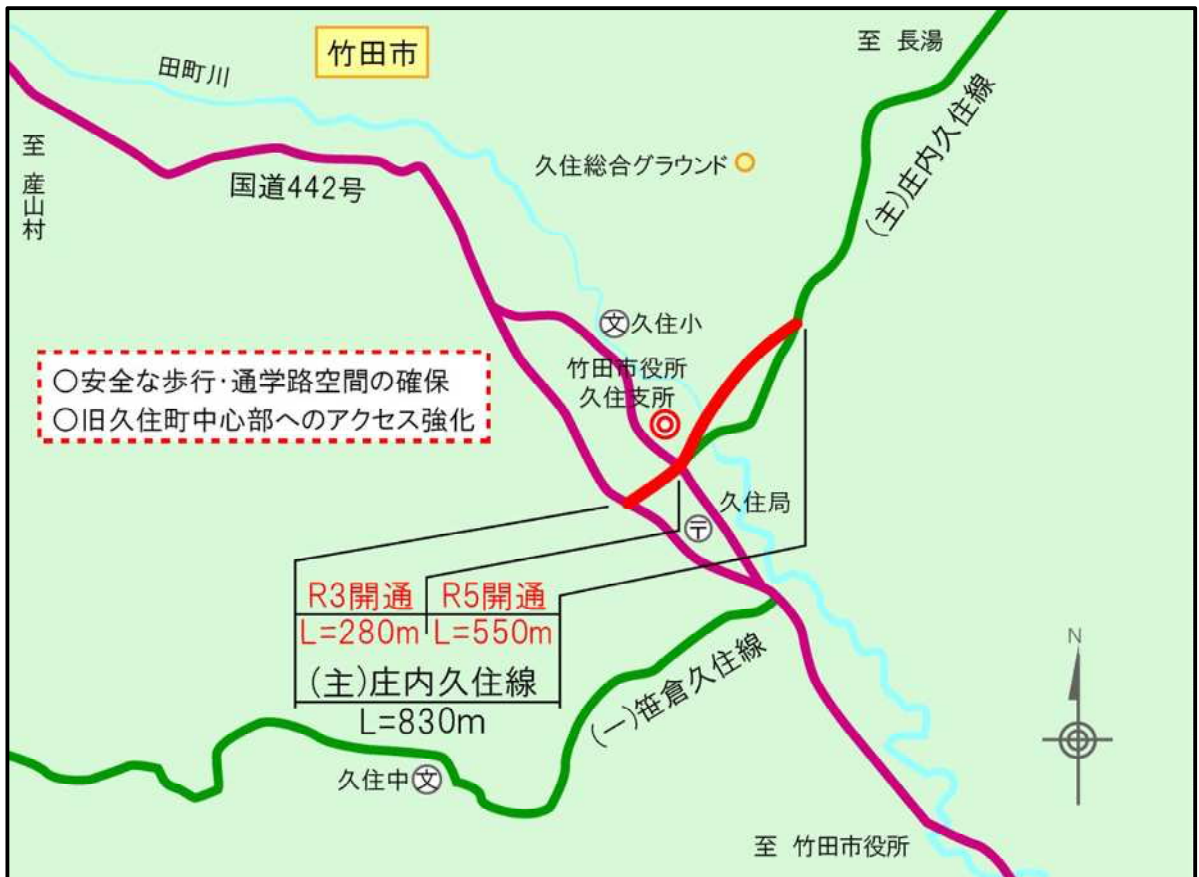 竹田市
田町川
至 長湯
(主)庄内久住線
久住総合グラウンド
至 産山村
国道442号
文 久住小
竹田市役所
久住支所
○安全な歩行・通学路空間の確保
○旧久住町中心部へのアクセス強化
久住局
〒
R3開通 R5開通
L=280m L=550m
(主)庄内久住線
L=830m
(一)笹倉久住線
久住中 文
N
至 竹田市役所